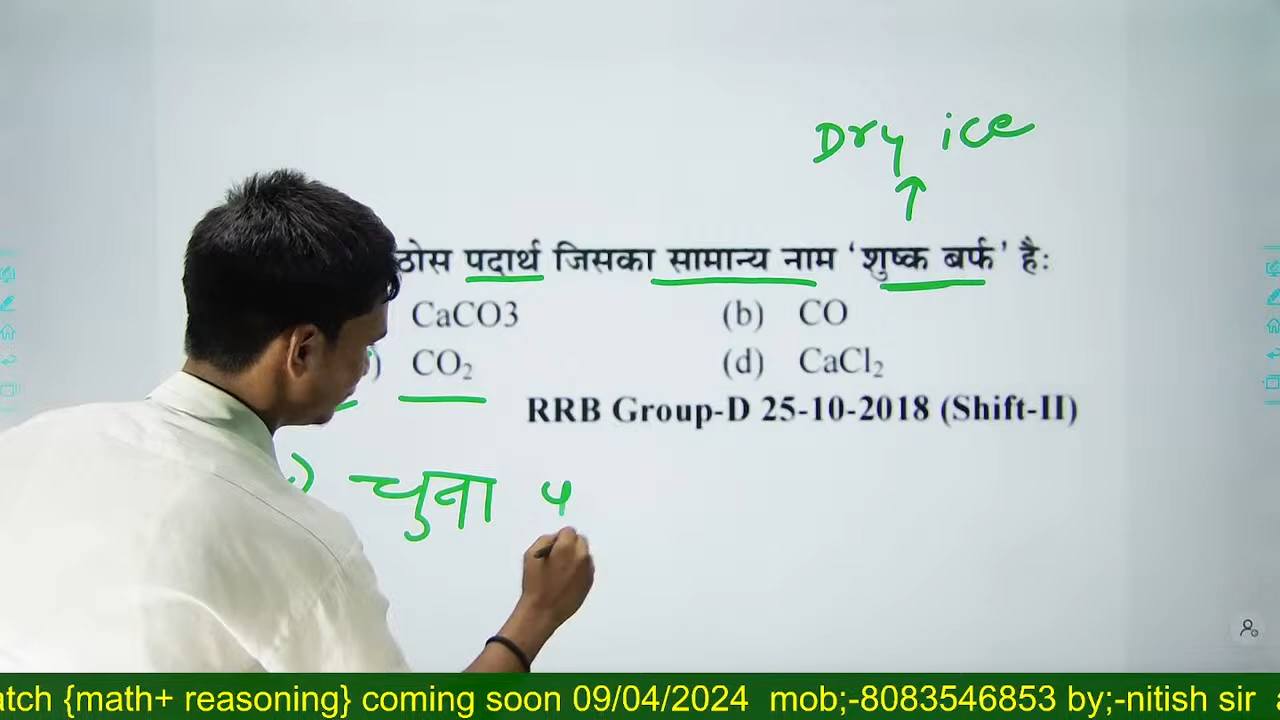 Dry ice
ठोस पदार्थ जिसका सामान्य नाम ‘शुष्क बर्फ’ है:
CaCO3 (b) CO
) CO₂ (d) CaCl₂
RRB Group-D 25-10-2018 (Shift-II)
) चुना
atch {math+ reasoning} coming soon 09/04/2024 mob;-8083546853 by;-nitish sir